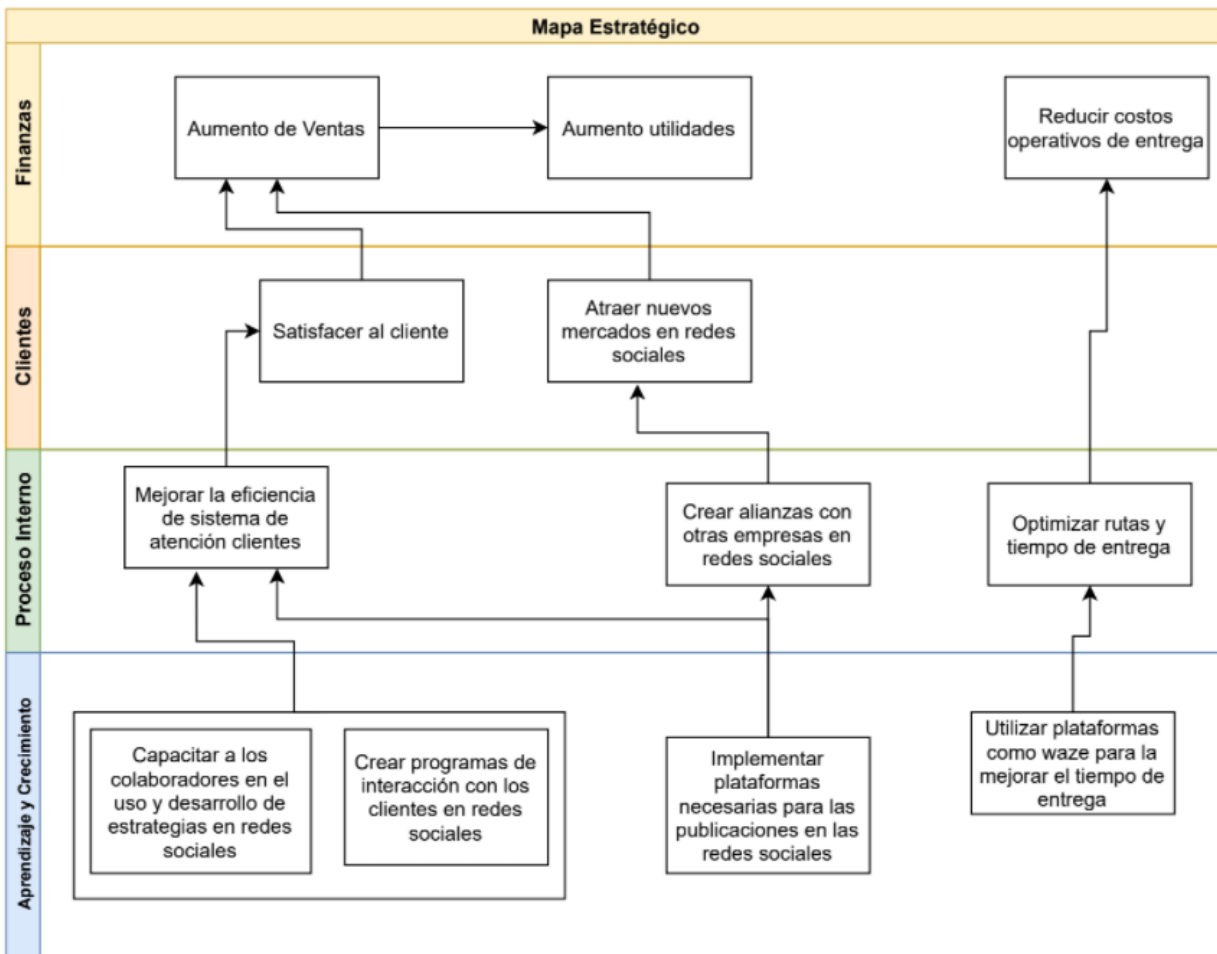 Mapa Estratégico
Finanzas
Aumento de Ventas
Aumento utilidades
Reducir costos
operativos de entrega
Clientes
Satisfacer al cliente
Atraer nuevos
mercados en redes
sociales
Proceso Interno
Mejorar la eficiencia
de sistema de
atención clientes
Crear alianzas con
otras empresas en
redes sociales
Optimizar rutas y
tiempo de entrega
Aprendizaje y Crecimiento
Capacitar a los
colaboradores en el
uso y desarrollo de
estrategias en redes
sociales
Crear programas de
interacción con los
clientes en redes
sociales
Implementar
plataformas
necesarias para las
publicaciones en las
redes sociales
Utilizar plataformas
como waze para la
mejorar el tiempo de
entrega